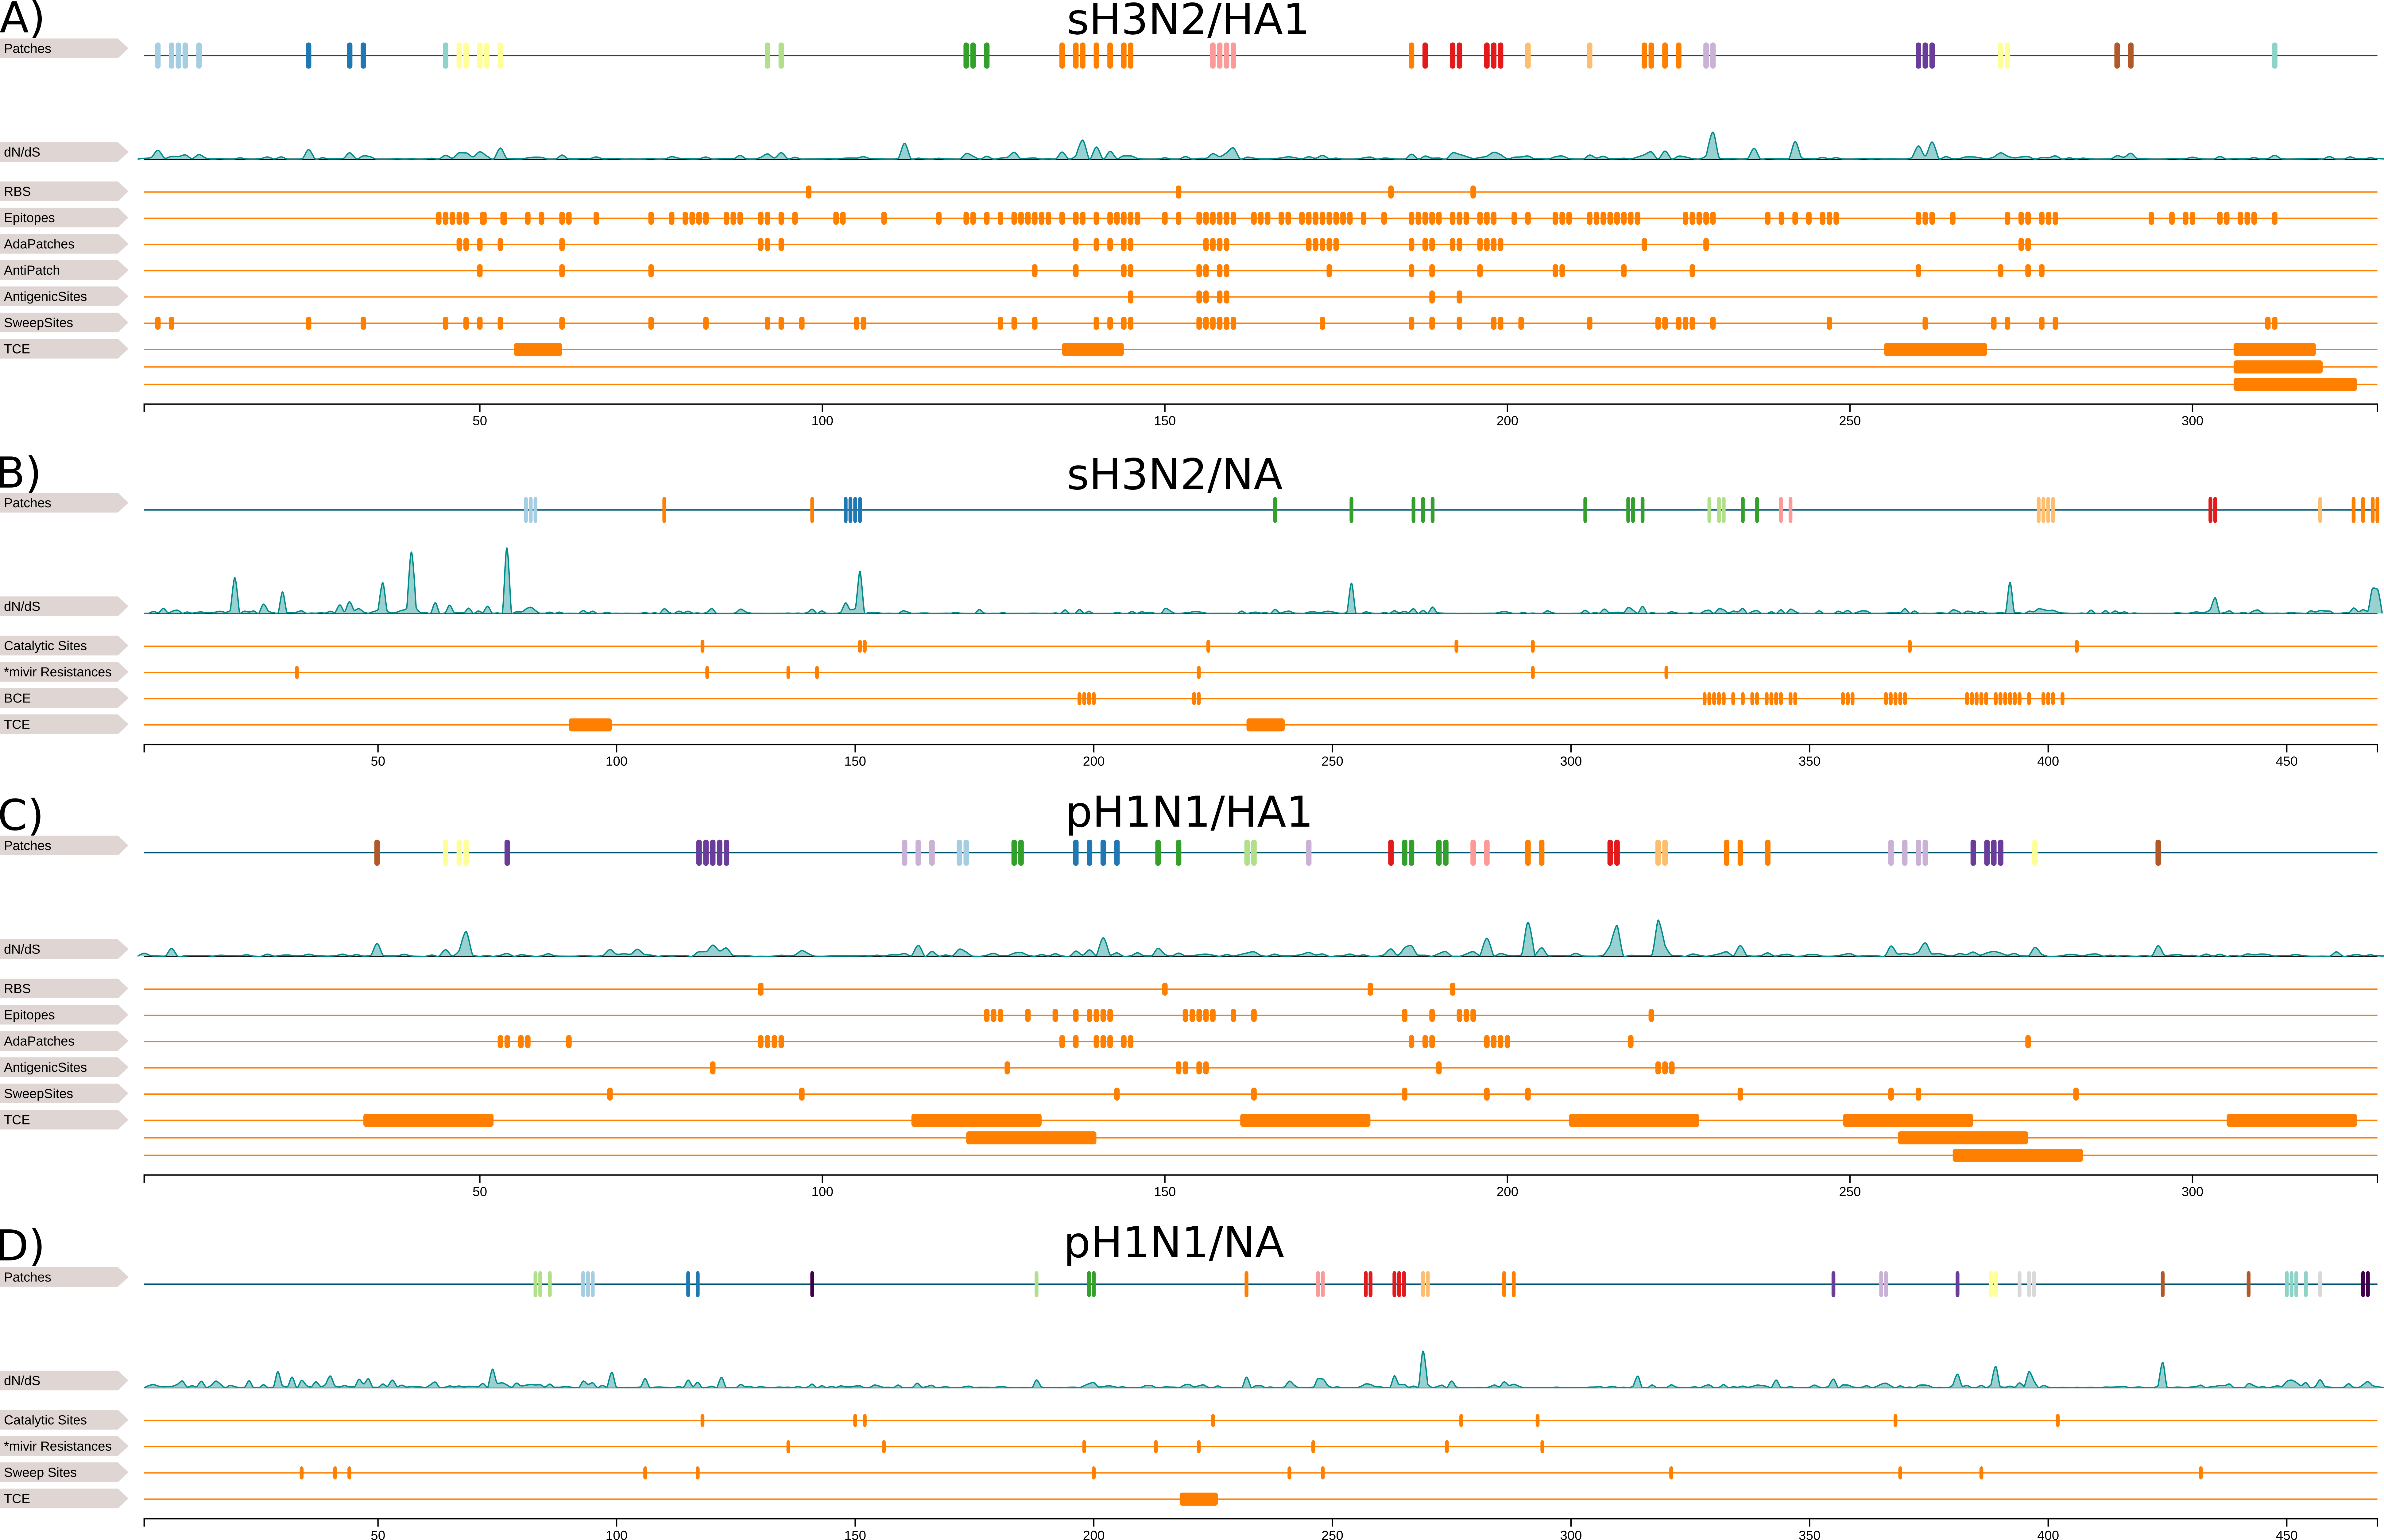 A) sH3N2/HA1
Patches
dN/dS
RBS
Epitopes
AdaPatches
AntiPatch
AntigenicSites
SweepSites
TCE
50 100 150 200 250 300
B) sH3N2/NA
Patches
dN/dS
Catalytic Sites
*mivir Resistances
BCE
TCE
50 100 150 200 250 300 350 400 450
C) pH1N1/HA1
Patches
dN/dS
RBS
Epitopes
AdaPatches
AntigenicSites
SweepSites
TCE
50 100 150 200 250 300
D) pH1N1/NA
Patches
dN/dS
Catalytic Sites
*mivir Resistances
Sweep Sites
TCE
50 100 150 200 250 300 350 400 450